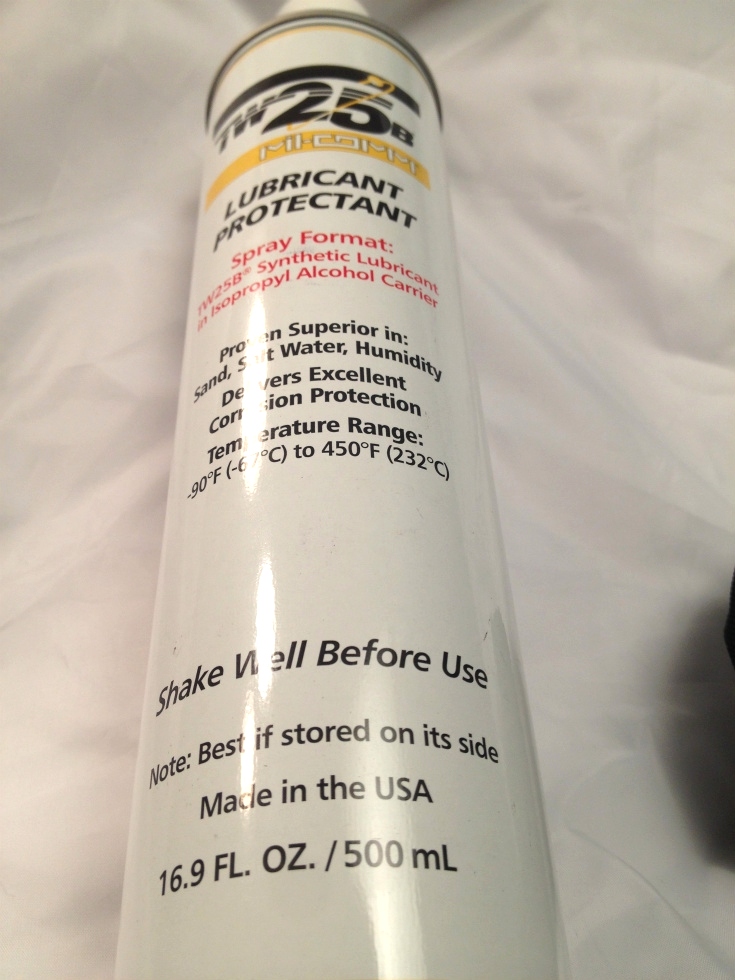 TW25B
MIL-COMM
LUBRICANT
PROTECTANT
Spray Format:
TW25B® Synthetic Lubricant
in Isopropyl Alcohol Carrier
Proven Superior in:
Sand, Salt Water, Humidity
Delivers Excellent
Corrosion Protection
Temperature Range:
-90°F (-67°C) to 450°F (232°C)
Shake Well Before Use
Note: Best if stored on its side
Made in the USA
16.9 FL. OZ. / 500 mL